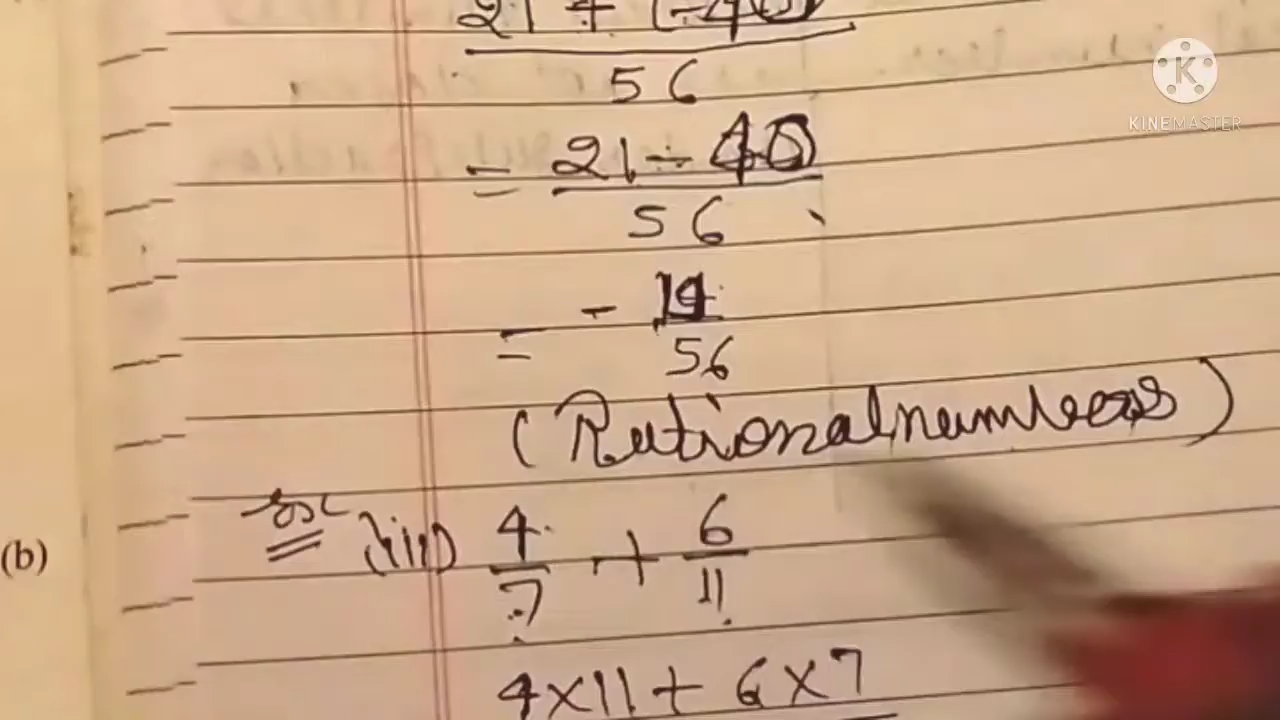 21 + (-40)
56
= 21 - 40
56
= - 19
56
(Rational numbers)
(b)
Ex (iii) 4/7 + 6/11
4×11 + 6×7
KINEMASTER